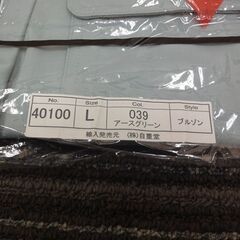 No. Size Col. Style
40100 L 039 アースグリーン ブルゾン
輸入発売元 (株)自重堂